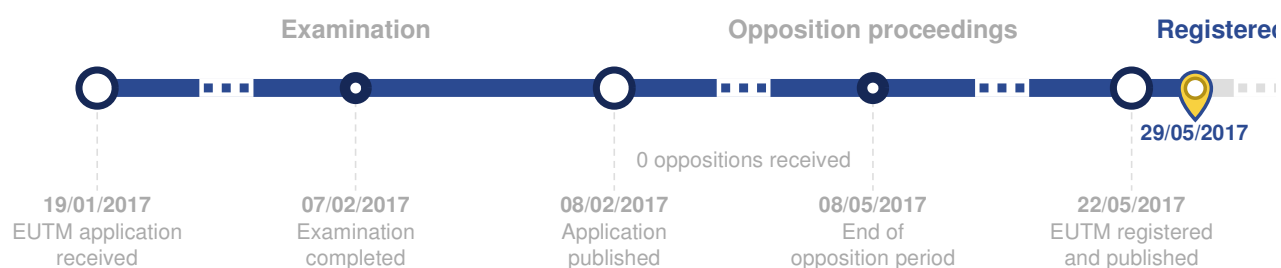 Examination
Opposition proceedings
Registered
29/05/2017
0 oppositions received
19/01/2017
EUTM application
received
07/02/2017
Examination
completed
08/02/2017
Application
published
08/05/2017
End of
opposition period
22/05/2017
EUTM registered
and published